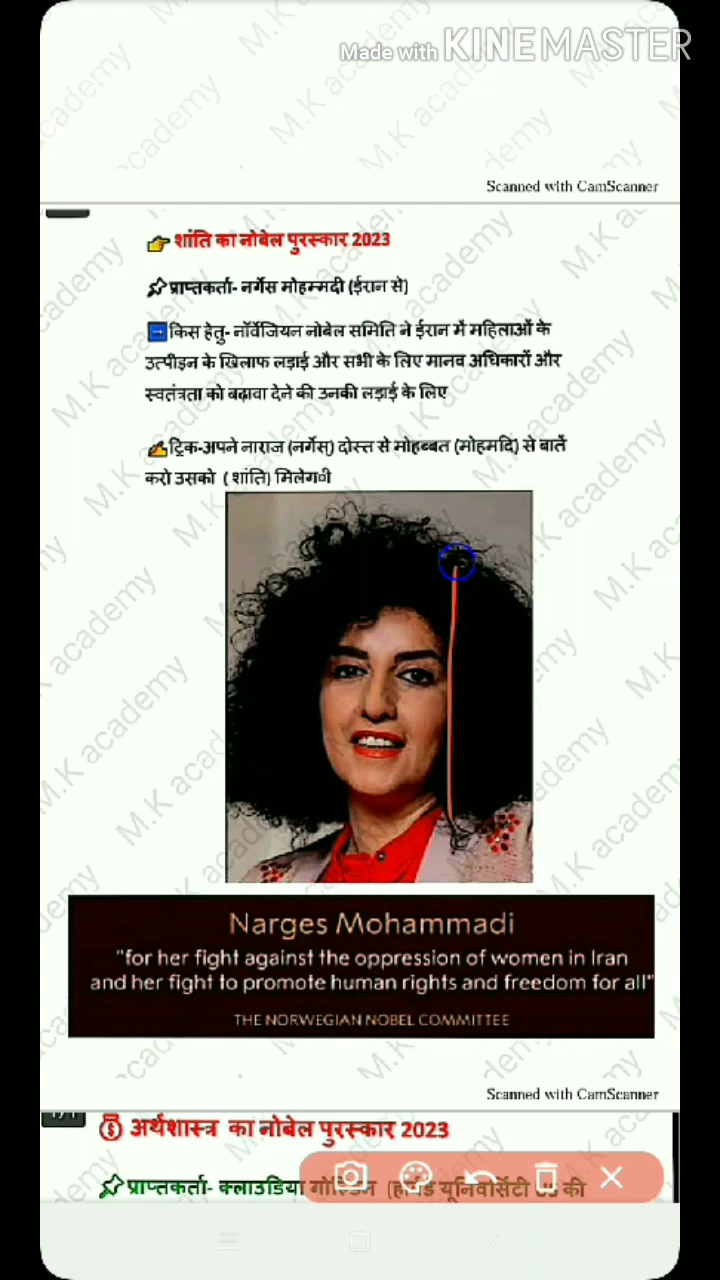 Made with KINEMASTER
Scanned with CamScanner
👉 शांति का नोबेल पुरस्कार 2023
📌प्राप्तकर्ता- नर्गेस मोहम्मदी (ईरान से)
➡️किस हेतु- नॉर्वेजियन नोबेल समिति ने ईरान में महिलाओं के
उत्पीड़न के खिलाफ लड़ाई और सभी के लिए मानव अधिकारों और
स्वतंत्रता को बढ़ावा देने की उनकी लड़ाई के लिए
✍️ट्रिक-अपने नाराज (नर्गेस्) दोस्त से मोहब्बत (मोहमदि) से बातें
करो उसको ( शांति) मिलेगवी
Narges Mohammadi
"for her fight against the oppression of women in Iran
and her fight to promote human rights and freedom for all"
THE NORWEGIAN NOBEL COMMITTEE
Scanned with CamScanner
अर्थशास्त्र का नोबेल पुरस्कार 2023
📌प्राप्तकर्ता- क्लाउडिया गोल्डिन यूनिवर्सिटी की
M.K academy